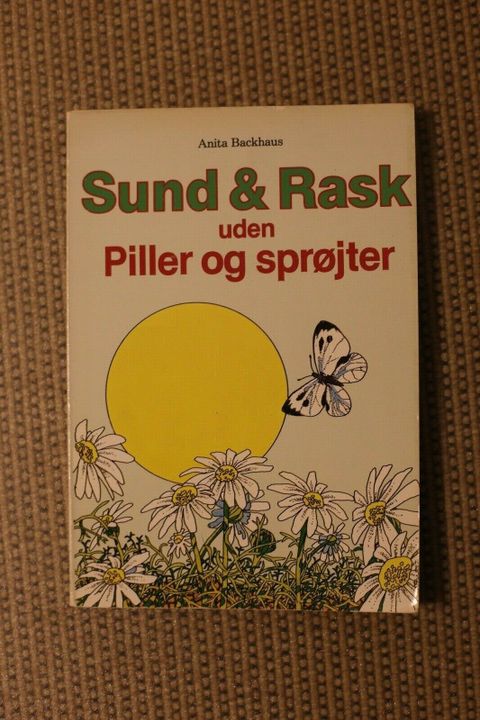 Anita Backhaus
Sund & Rask
uden
Piller og sprøjter